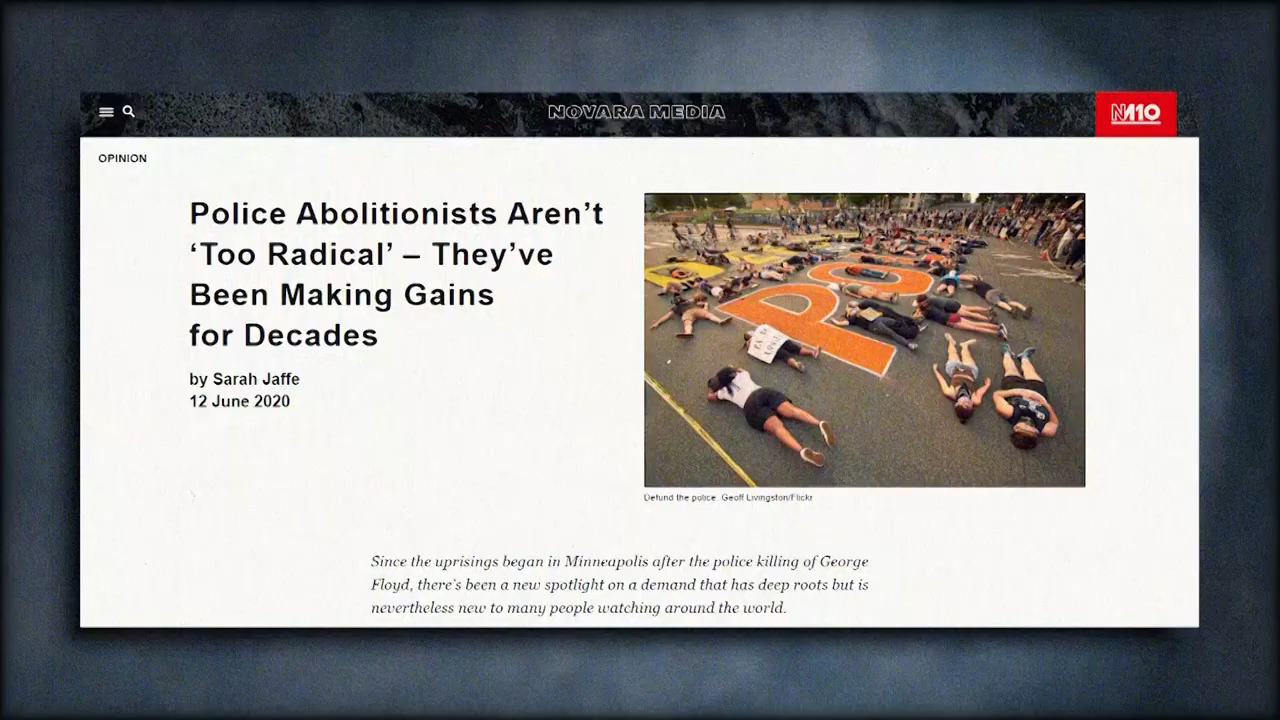 NOVARA MEDIA
NM10
OPINION
Police Abolitionists Aren’t
‘Too Radical’ – They’ve
Been Making Gains
for Decades
by Sarah Jaffe
12 June 2020
PO
Defund the police. Geoff Livingston/Flickr
Since the uprisings began in Minneapolis after the police killing of George
Floyd, there’s been a new spotlight on a demand that has deep roots but is
nevertheless new to many people watching around the world.